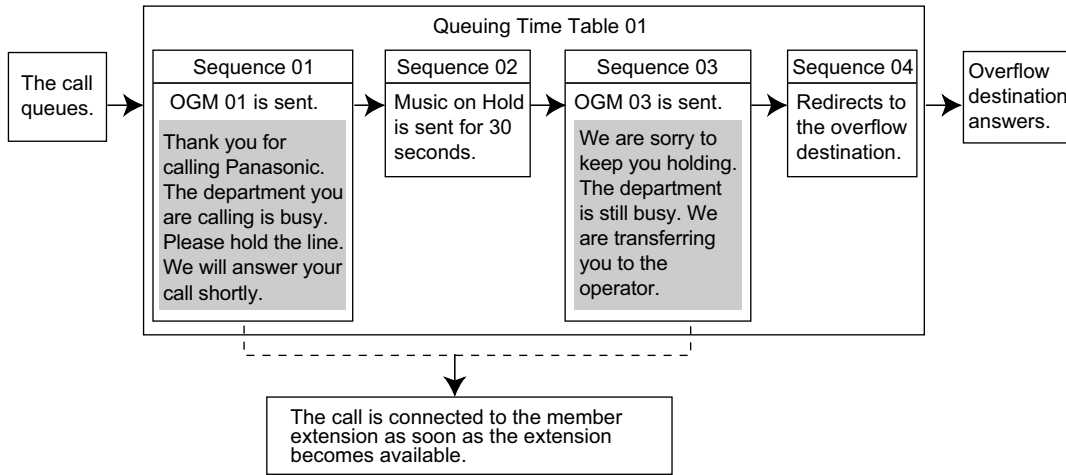 Queuing Time Table 01
The call
queues.
Sequence 01
OGM 01 is sent.
Thank you for
calling Panasonic.
The department you
are calling is busy.
Please hold the line.
We will answer your
call shortly.
Sequence 02
Music on Hold
is sent for 30
seconds.
Sequence 03
OGM 03 is sent.
We are sorry to
keep you holding.
The department
is still busy. We
are transferring
you to the
operator.
Sequence 04
Redirects to
the overflow
destination.
Overflow
destination
answers.
The call is connected to the member
extension as soon as the extension
becomes available.